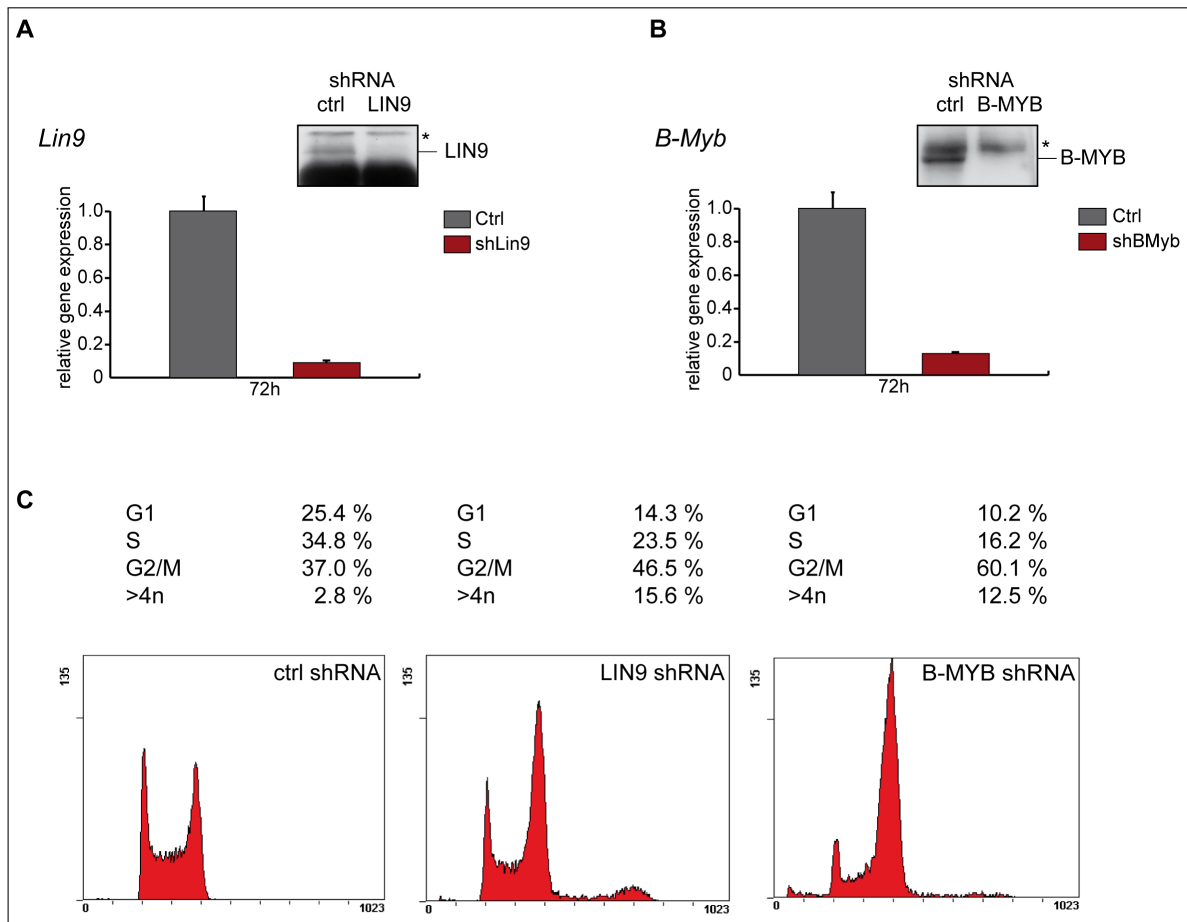 A
shRNA
ctrl LIN9
Lin9
*
LIN9
relative gene expression
1.0
0.8
0.6
0.4
0.2
0
72h
Ctrl
shLin9
B
shRNA
ctrl B-MYB
B-Myb
*
B-MYB
relative gene expression
1.0
0.8
0.6
0.4
0.2
0
72h
Ctrl
shBMyb
C
G1 25.4 %
S 34.8 %
G2/M 37.0 %
>4n 2.8 %
G1 14.3 %
S 23.5 %
G2/M 46.5 %
>4n 15.6 %
G1 10.2 %
S 16.2 %
G2/M 60.1 %
>4n 12.5 %
ctrl shRNA
135
0 1023
LIN9 shRNA
135
0 1023
B-MYB shRNA
135
0 1023